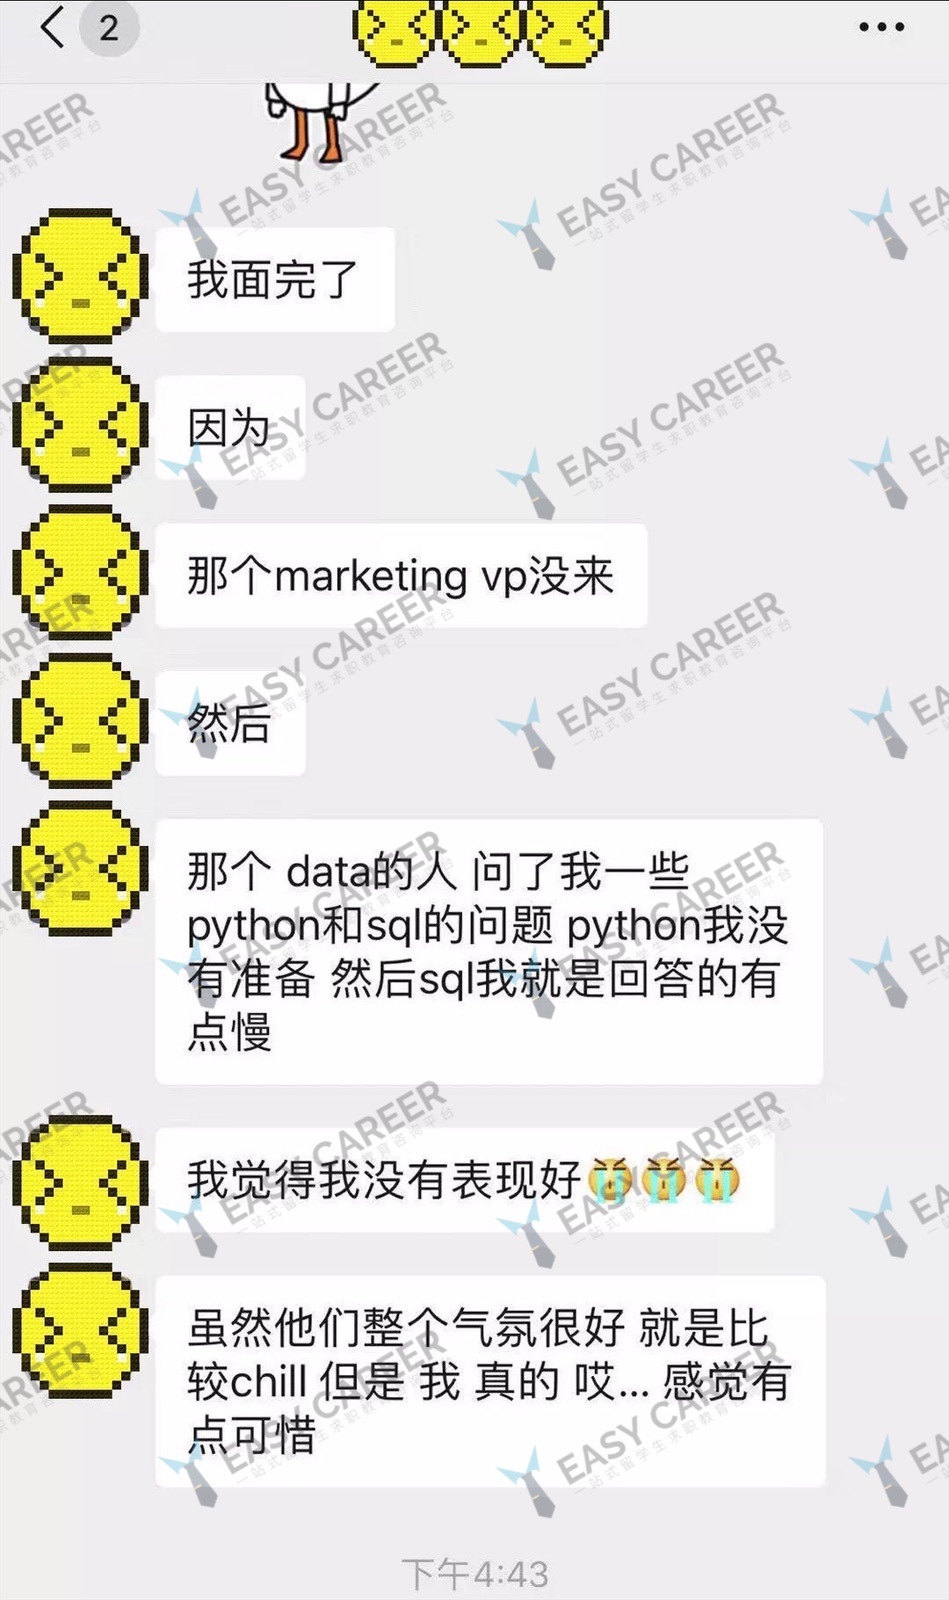 2
我面完了
因为
那个marketing vp没来
然后
那个 data的人 问了我一些
python和sql的问题 python我没
有准备 然后sql我就是回答的有
点慢
我觉得我没有表现好😭😭😭
虽然他们整个气氛很好 就是比
较chill 但是 我 真的 哎... 感觉有
点可惜
下午4:43
EASY CAREER
一站式留学生求职教育咨询平台